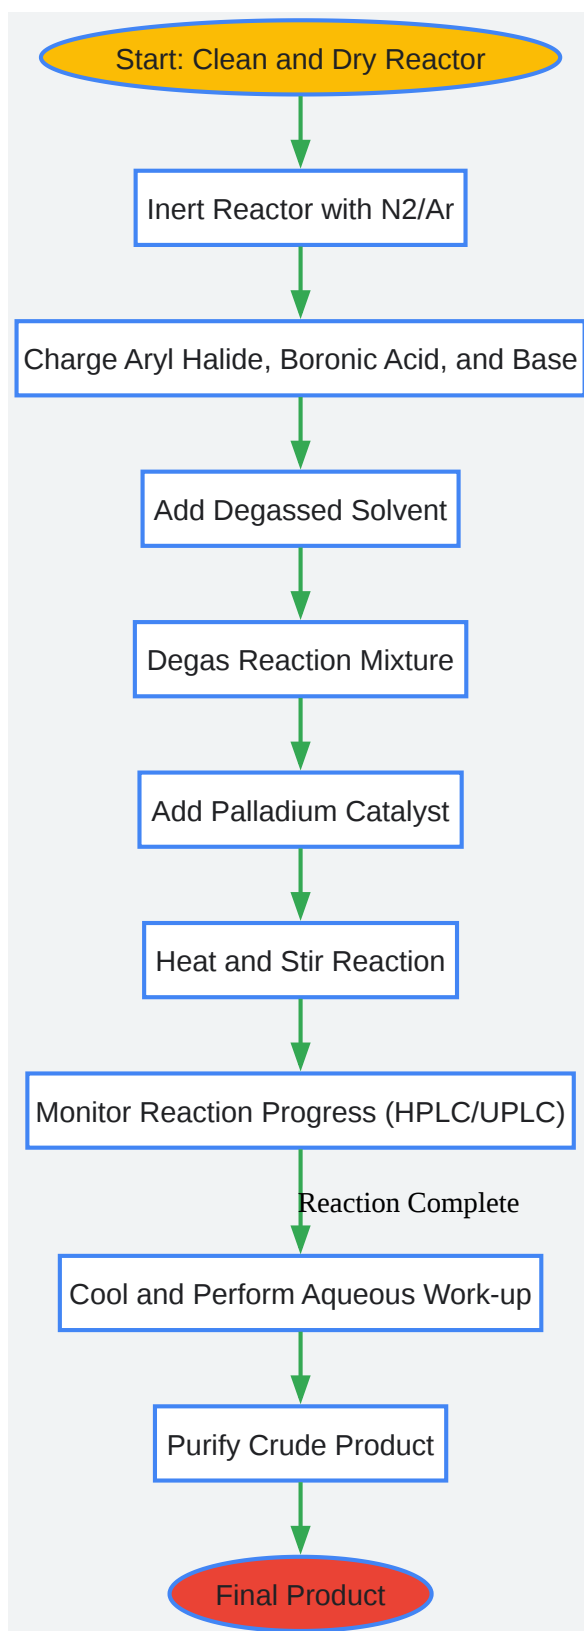 Start: Clean and Dry Reactor
Inert Reactor with N2/Ar
Charge Aryl Halide, Boronic Acid, and Base
Add Degassed Solvent
Degas Reaction Mixture
Add Palladium Catalyst
Heat and Stir Reaction
Monitor Reaction Progress (HPLC/UPLC)
Reaction Complete
Cool and Perform Aqueous Work-up
Purify Crude Product
Final Product